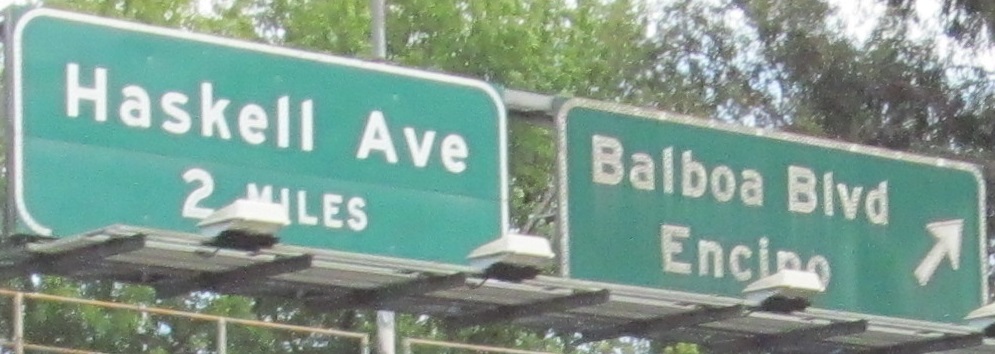 Haskell Ave
2 MILES
Balboa Blvd
Encino